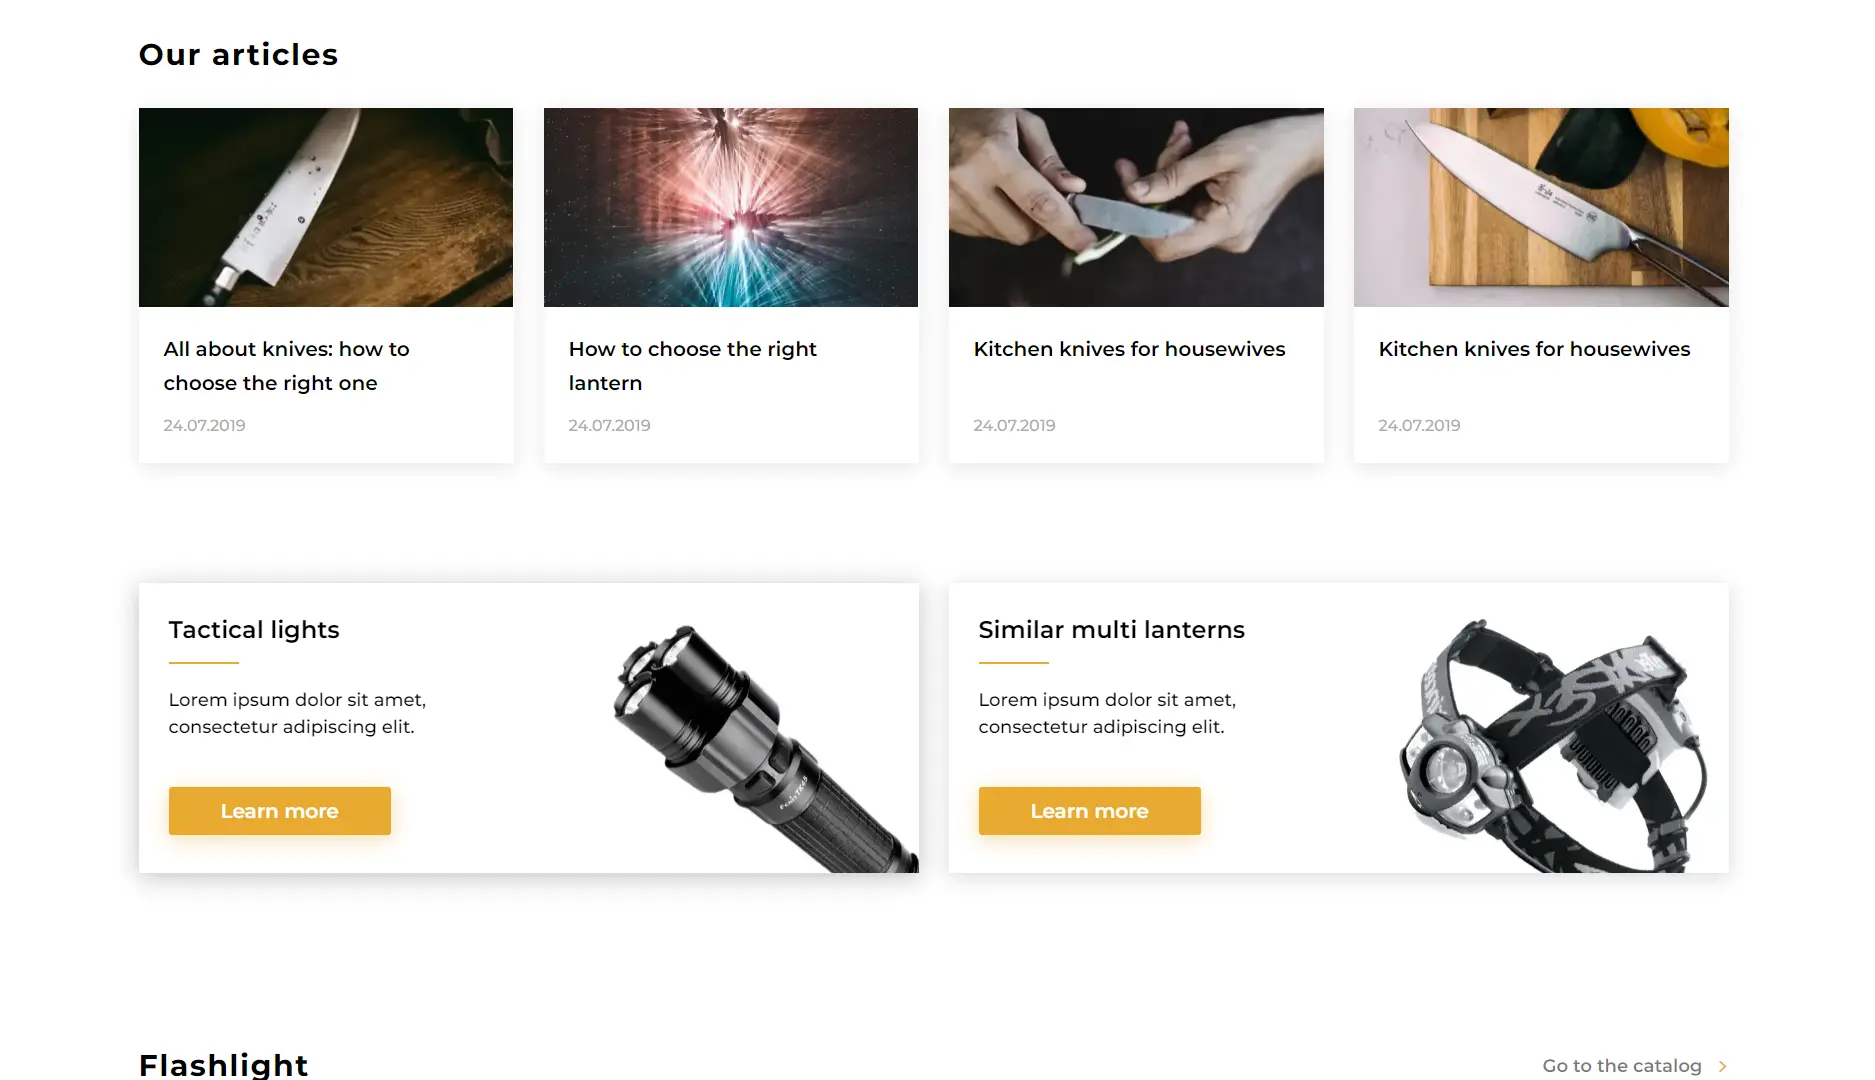 Our articles
All about knives: how to
choose the right one
24.07.2019
How to choose the right
lantern
24.07.2019
Kitchen knives for housewives
24.07.2019
Kitchen knives for housewives
24.07.2019
Tactical lights
Lorem ipsum dolor sit amet,
consectetur adipiscing elit.
Learn more
Similar multi lanterns
Lorem ipsum dolor sit amet,
consectetur adipiscing elit.
Learn more
Flashlight
Go to the catalog